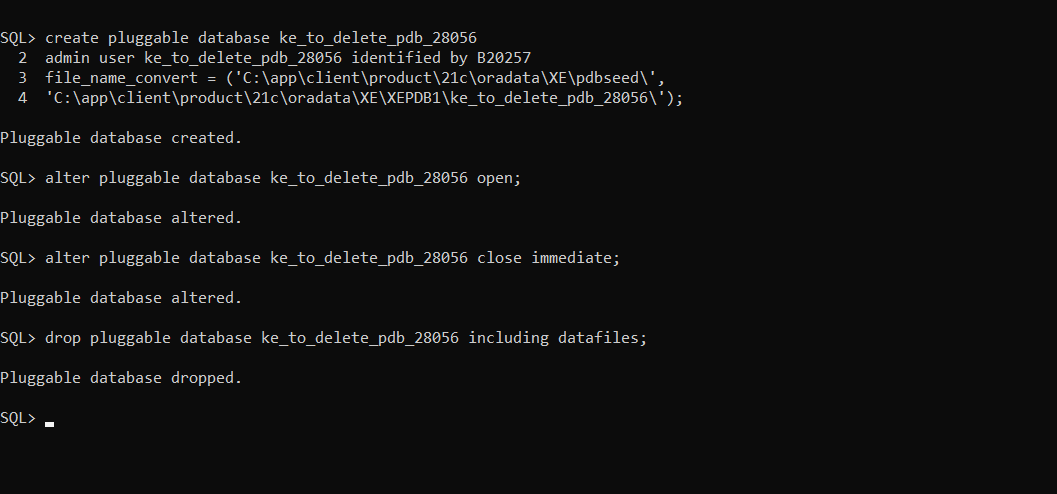 SQL> create pluggable database ke_to_delete_pdb_28056
  2  admin user ke_to_delete_pdb_28056 identified by B20257
  3  file_name_convert = ('C:\app\client\product\21c\oradata\XE\pdbseed\',
  4  'C:\app\client\product\21c\oradata\XE\XEPDB1\ke_to_delete_pdb_28056\');
Pluggable database created.
SQL> alter pluggable database ke_to_delete_pdb_28056 open;
Pluggable database altered.
SQL> alter pluggable database ke_to_delete_pdb_28056 close immediate;
Pluggable database altered.
SQL> drop pluggable database ke_to_delete_pdb_28056 including datafiles;
Pluggable database dropped.
SQL>